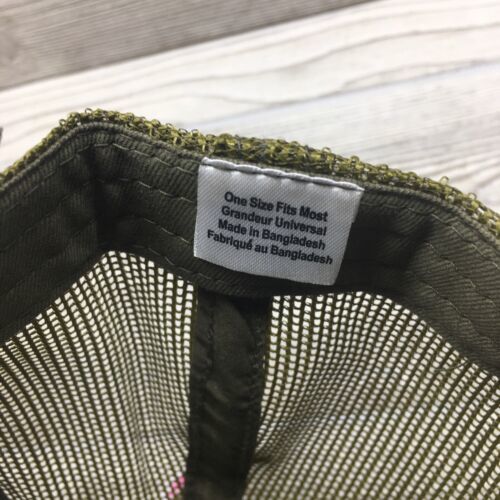 One Size Fits Most
Grandeur Universal
Made in Bangladesh
Fabriqué au Bangladesh